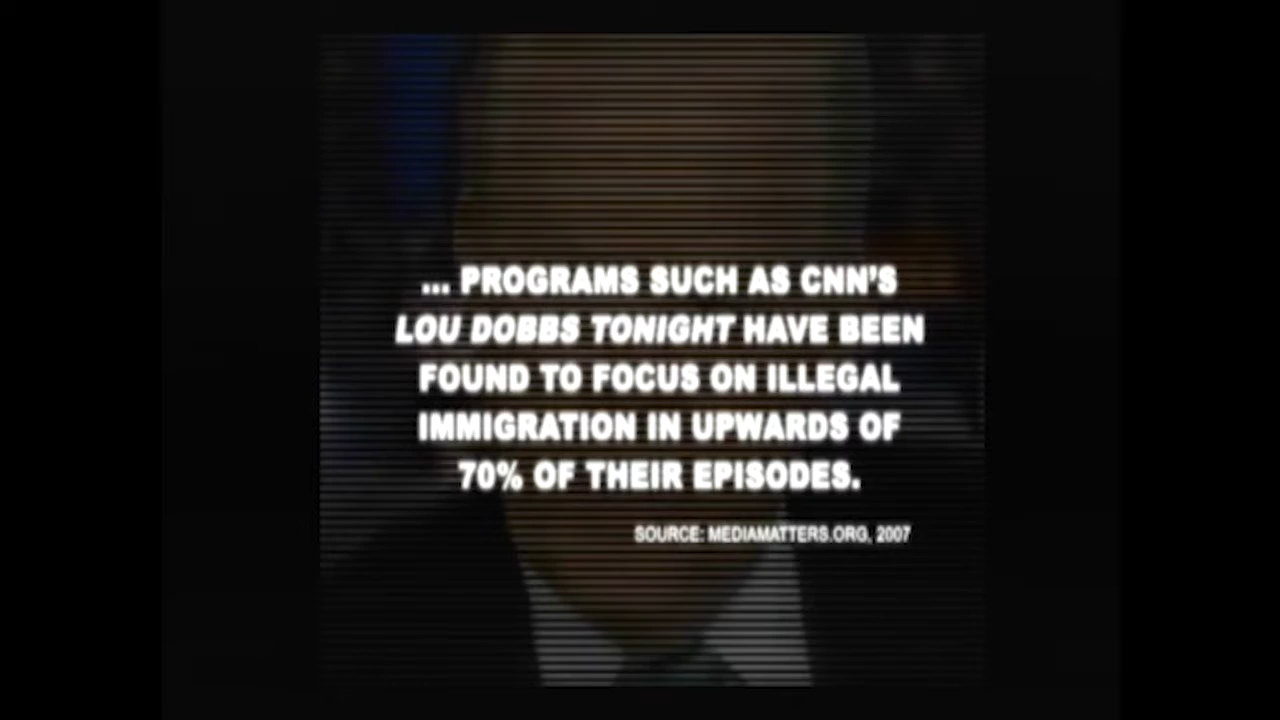 ... PROGRAMS SUCH AS CNN'S
LOU DOBBS TONIGHT HAVE BEEN
FOUND TO FOCUS ON ILLEGAL
IMMIGRATION IN UPWARDS OF
70% OF THEIR EPISODES.
SOURCE: MEDIAMATTERS.ORG, 2007